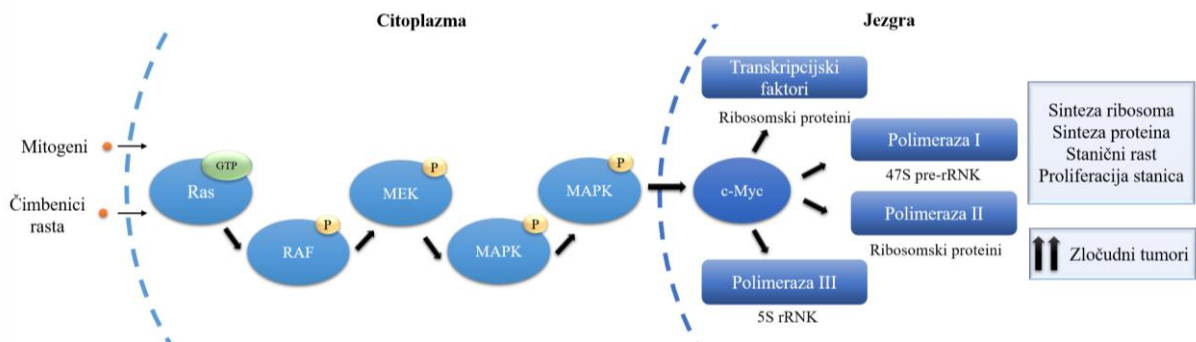 Citoplazma
Jezgra
Mitogeni
Čimbenici
rasta
Ras
GTP
RAF
P
MEK
P
MAPK
P
MAPK
P
c-Myc
Transkripcijski
faktori
Ribosomski proteini
Polimeraza I
47S pre-rRNK
Polimeraza II
Ribosomski proteini
Polimeraza III
5S rRNK
Sinteza ribosoma
Sinteza proteina
Stanični rast
Proliferacija stanica
Zločudni tumori